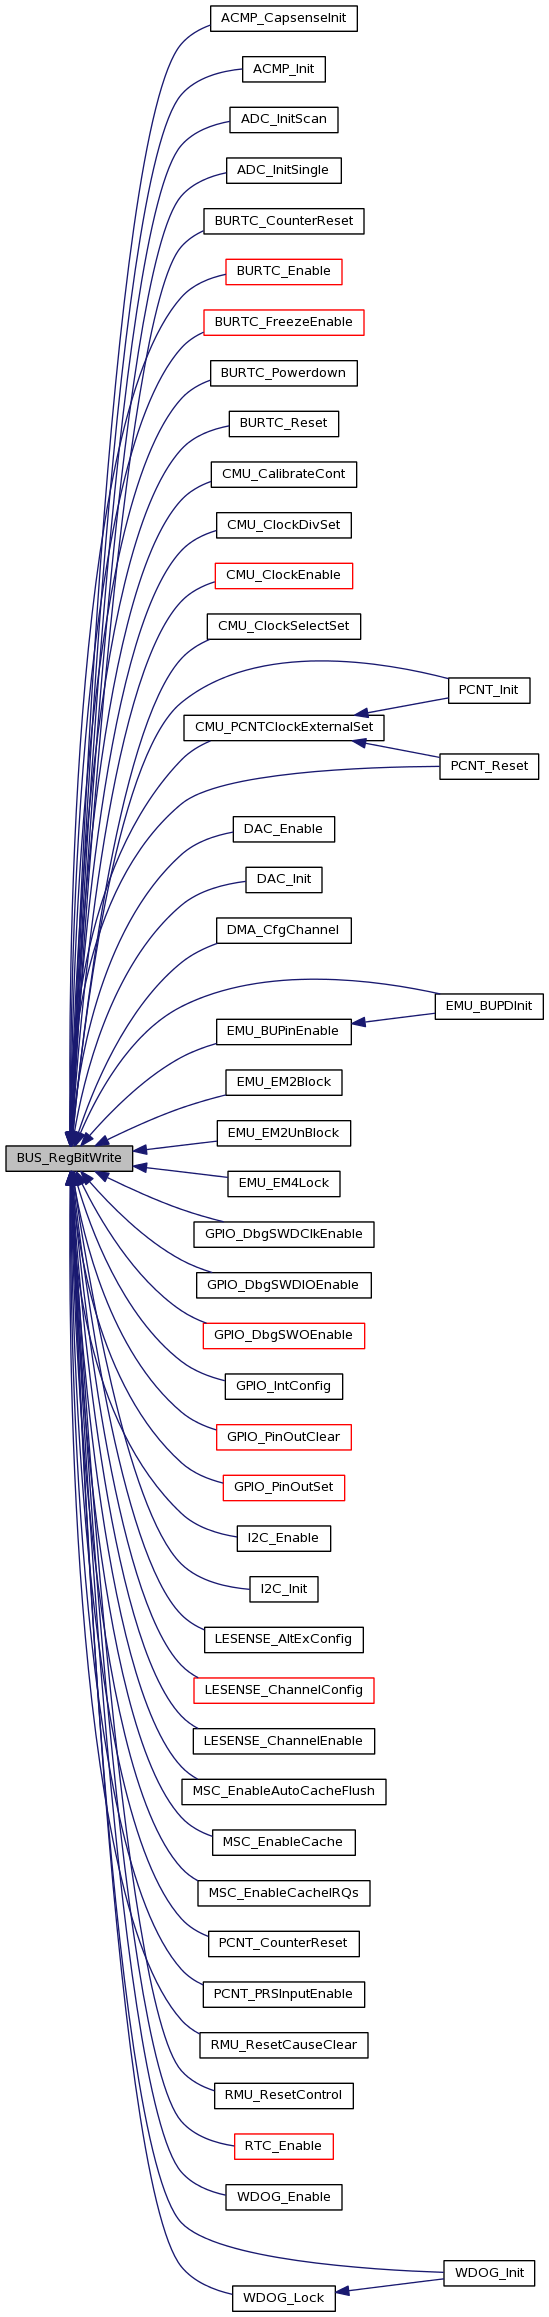 ACMP_CapsenseInit
ACMP_Init
ADC_InitScan
ADC_InitSingle
BURTC_CounterReset
BURTC_Enable
BURTC_FreezeEnable
BURTC_Powerdown
BURTC_Reset
CMU_CalibrateCont
CMU_ClockDivSet
CMU_ClockEnable
CMU_ClockSelectSet
PCNT_Init
CMU_PCNTClockExternalSet
PCNT_Reset
DAC_Enable
DAC_Init
DMA_CfgChannel
EMU_BUPDInit
EMU_BUPinEnable
EMU_EM2Block
EMU_EM2UnBlock
BUS_RegBitWrite
EMU_EM4Lock
GPIO_DbgSWDClkEnable
GPIO_DbgSWDIOEnable
GPIO_DbgSWOEnable
GPIO_IntConfig
GPIO_PinOutClear
GPIO_PinOutSet
I2C_Enable
I2C_Init
LESENSE_AltExConfig
LESENSE_ChannelConfig
LESENSE_ChannelEnable
MSC_EnableAutoCacheFlush
MSC_EnableCache
MSC_EnableCacheIRQs
PCNT_CounterReset
PCNT_PRSInputEnable
RMU_ResetCauseClear
RMU_ResetControl
RTC_Enable
WDOG_Enable
WDOG_Init
WDOG_Lock